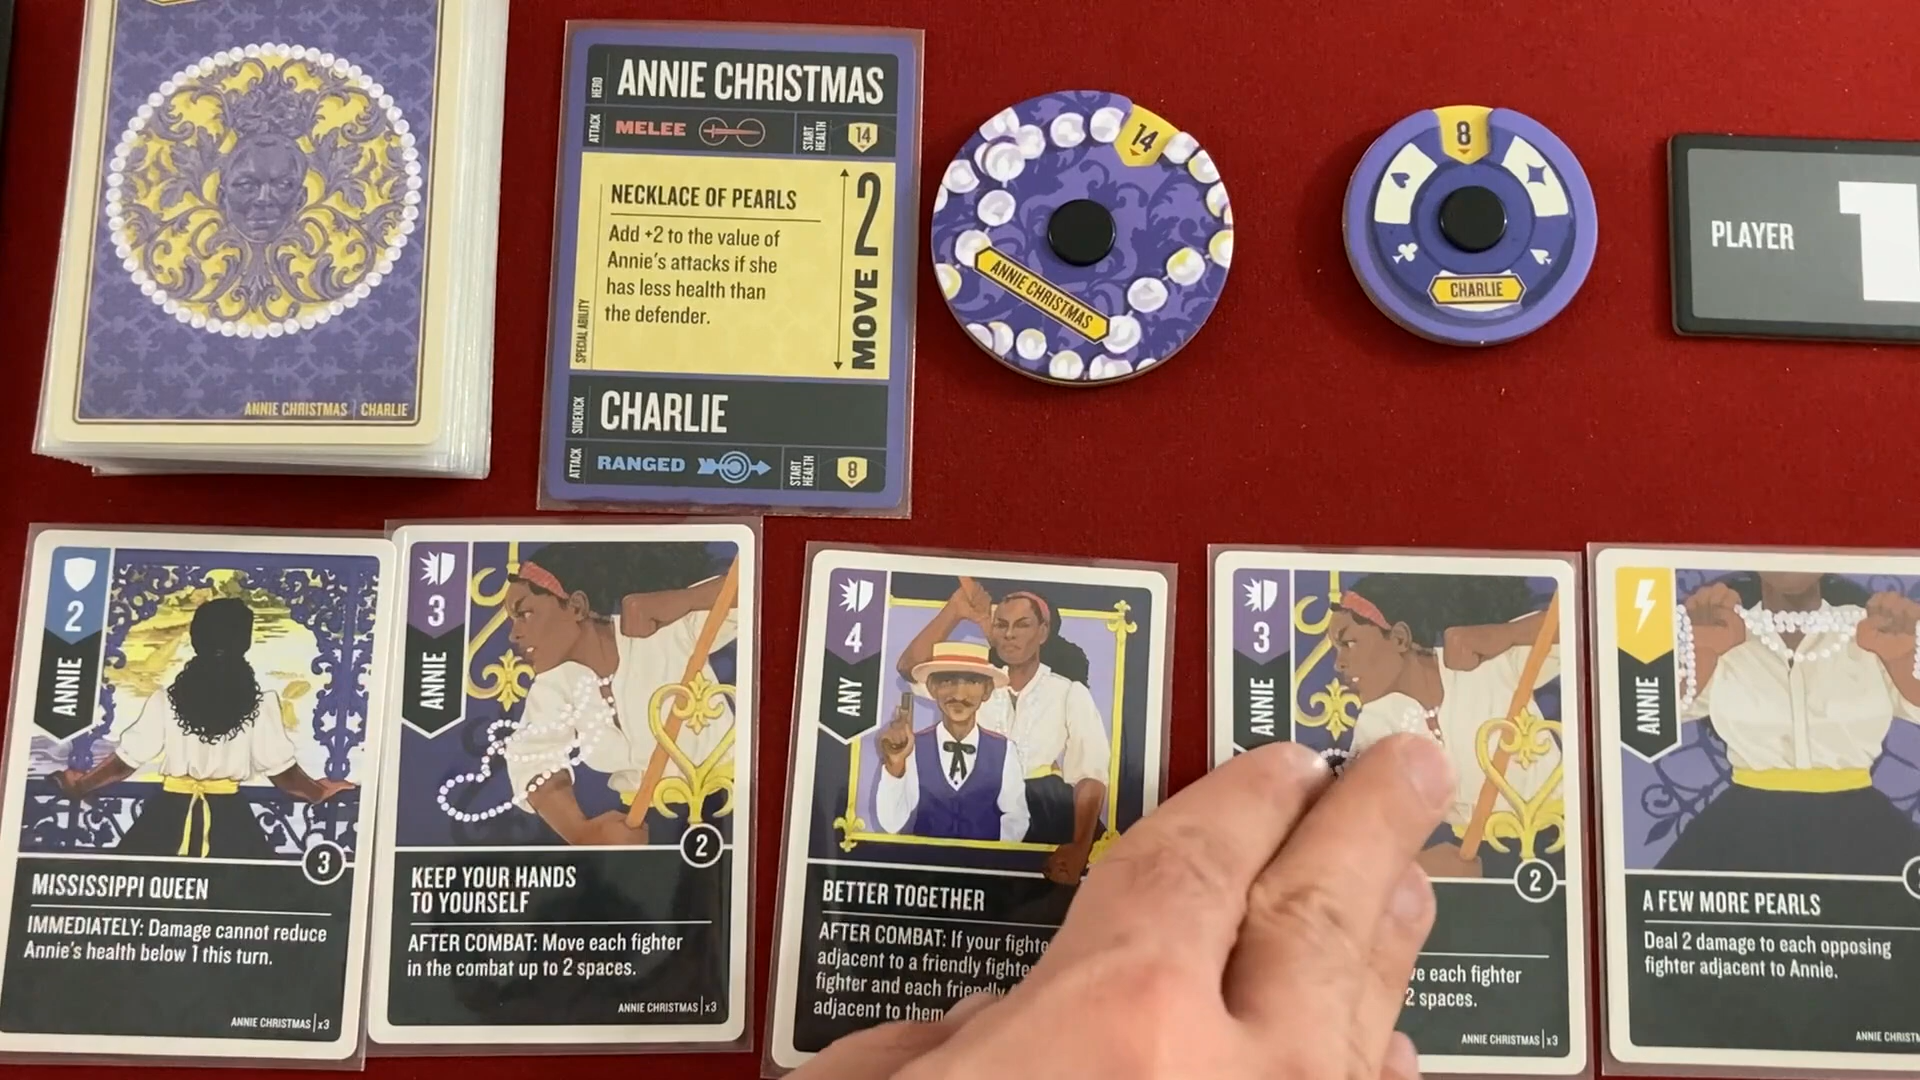 ANNIE CHRISTMAS | CHARLIE
HERO
ANNIE CHRISTMAS
ATTACK
MELEE
START HEALTH
14
SPECIAL ABILITY
NECKLACE OF PEARLS
Add +2 to the value of
Annie's attacks if she
has less health than
the defender.
MOVE 2
SIDEKICK
CHARLIE
ATTACK
RANGED
START HEALTH
8
14
ANNIE CHRISTMAS
8
CHARLIE
PLAYER 1
2
ANNIE
3
MISSISSIPPI QUEEN
IMMEDIATELY: Damage cannot reduce
Annie's health below 1 this turn.
ANNIE CHRISTMAS | x3
3
ANNIE
2
KEEP YOUR HANDS
TO YOURSELF
AFTER COMBAT: Move each fighter
in the combat up to 2 spaces.
ANNIE CHRISTMAS | x3
4
ANY
BETTER TOGETHER
AFTER COMBAT: If your
adjacent to a friendly
fighter and each
adjacent to them
3
ANNIE
2
each fighter
2 spaces.
ANNIE CHRISTMAS | x3
ANNIE
A FEW MORE PEARLS
Deal 2 damage to each opposing
fighter adjacent to Annie.
ANNIE